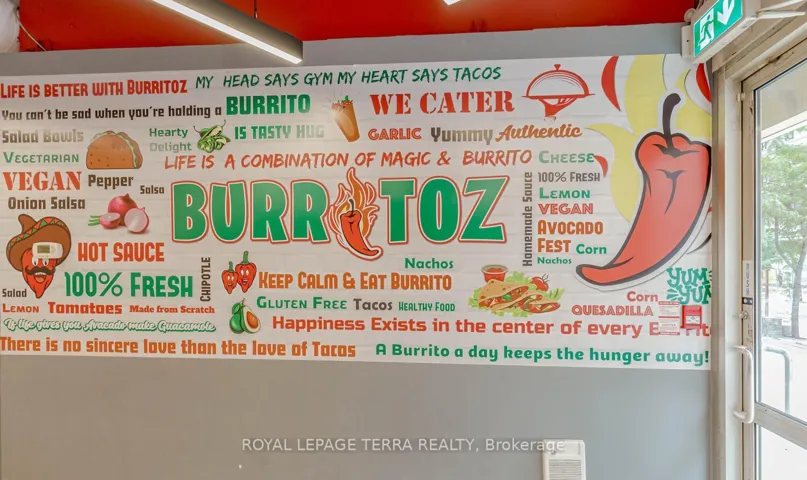 LIFE IS BETTER WITH BURRITOZ MY HEAD SAYS GYM MY HEART SAYS TACOS
You can't be sad when you're holding a BURRITO WE CATER
Salad Bawls Hearty Delight IS TASTY HUG GARLIC Yummy Authentic
VEGETARIAN LIFE IS A COMBINATION OF MAGIC & BURRITO CHEESE
VEGAN Pepper Salsa 100% FRESH
Onion Salsa BURRITOZ Homemade Sauce LEMON
VEGAN
AVOCADO
FEST Corn
HOT SAUCE Nachos Nachos
Salad 100% FRESH CHIPOTLE KEEP CALM & EAT BURRITO YUM YUM
LEMON Tomatoes Made from Scratch GLUTEN FREE Tacos HEALTHY FOOD Corn QUESADILLA
If life gives you Avacado make Guacamole Happiness Exists in the center of every
There is no sincere love than the love of Tacos A Burrito a day keeps the hunger away!
ROYAL LEPAGE TERRA REALTY, Brokerage